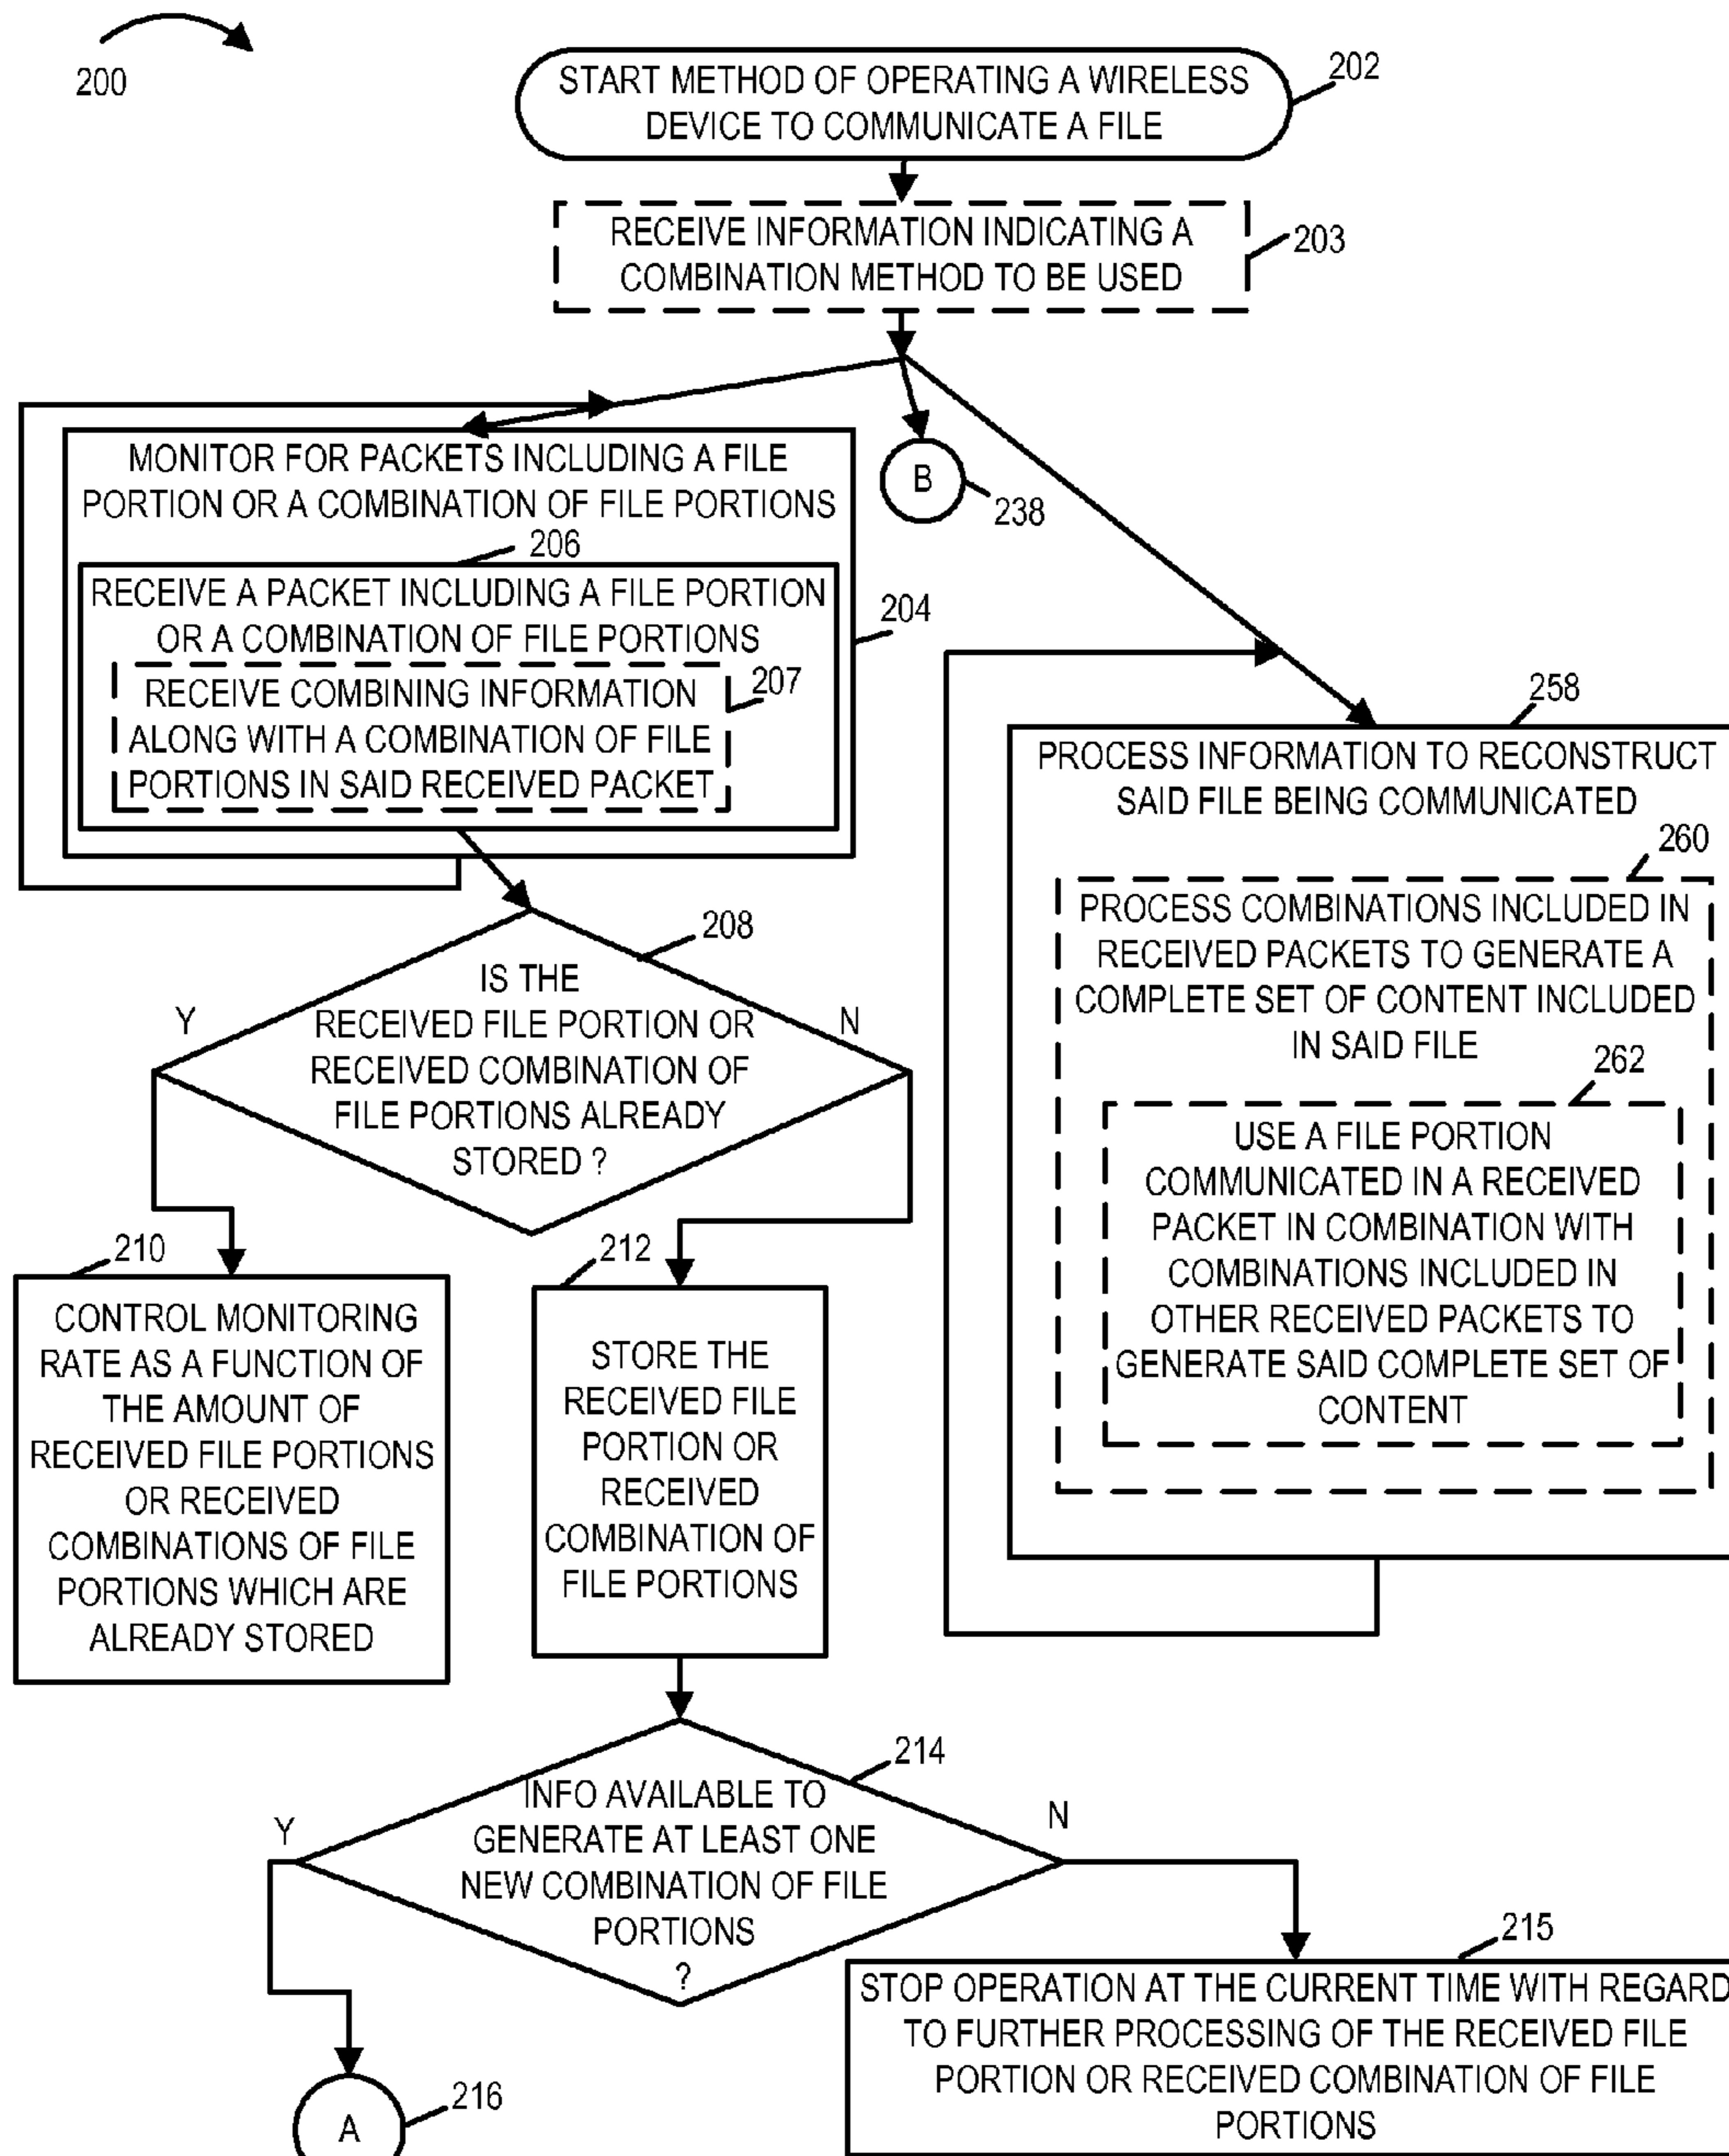 200
START METHOD OF OPERATING A WIRELESS
DEVICE TO COMMUNICATE A FILE
202
RECEIVE INFORMATION INDICATING A
COMBINATION METHOD TO BE USED
203
MONITOR FOR PACKETS INCLUDING A FILE
PORTION OR A COMBINATION OF FILE PORTIONS
B
238
206
RECEIVE A PACKET INCLUDING A FILE PORTION
OR A COMBINATION OF FILE PORTIONS
204
RECEIVE COMBINING INFORMATION
ALONG WITH A COMBINATION OF FILE
PORTIONS IN SAID RECEIVED PACKET
207
258
PROCESS INFORMATION TO RECONSTRUCT
SAID FILE BEING COMMUNICATED
260
PROCESS COMBINATIONS INCLUDED IN
RECEIVED PACKETS TO GENERATE A
COMPLETE SET OF CONTENT INCLUDED
IN SAID FILE
262
USE A FILE PORTION
COMMUNICATED IN A RECEIVED
PACKET IN COMBINATION WITH
COMBINATIONS INCLUDED IN
OTHER RECEIVED PACKETS TO
GENERATE SAID COMPLETE SET OF
CONTENT
208
IS THE
RECEIVED FILE PORTION OR
RECEIVED COMBINATION OF
FILE PORTIONS ALREADY
STORED ?
Y
N
210
CONTROL MONITORING
RATE AS A FUNCTION OF
THE AMOUNT OF
RECEIVED FILE PORTIONS
OR RECEIVED
COMBINATIONS OF FILE
PORTIONS WHICH ARE
ALREADY STORED
212
STORE THE
RECEIVED FILE
PORTION OR
RECEIVED
COMBINATION OF
FILE PORTIONS
214
INFO AVAILABLE TO
GENERATE AT LEAST ONE
NEW COMBINATION OF FILE
PORTIONS
?
Y
N
215
STOP OPERATION AT THE CURRENT TIME WITH REGARD
TO FURTHER PROCESSING OF THE RECEIVED FILE
PORTION OR RECEIVED COMBINATION OF FILE
PORTIONS
A
216